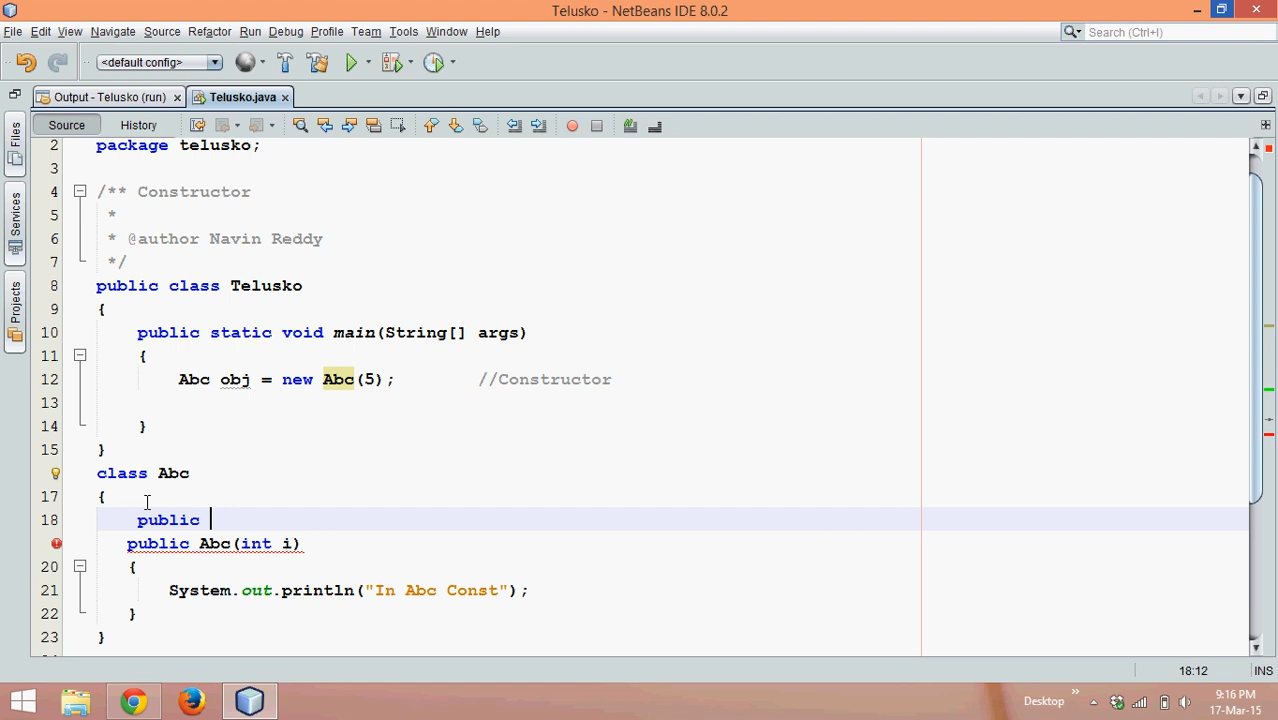 Telusko - NetBeans IDE 8.0.2
File Edit View Navigate Source Refactor Run Debug Profile Team Tools Window Help
Search (Ctrl+I)
<default config>
Output - Telusko (run) Telusko.java
Source History
Files
Services
Projects
2 package telusko;
3
4 /** Constructor
5 *
6 * @author Navin Reddy
7 */
8 public class Telusko
9 {
10 public static void main(String[] args)
11 {
12 Abc obj = new Abc(5); //Constructor
13
14 }
15 }
class Abc
17 {
18 public
public Abc(int i)
20 {
21 System.out.println("In Abc Const");
22 }
23 }
18:12 INS
Desktop
9:16 PM
17-Mar-15